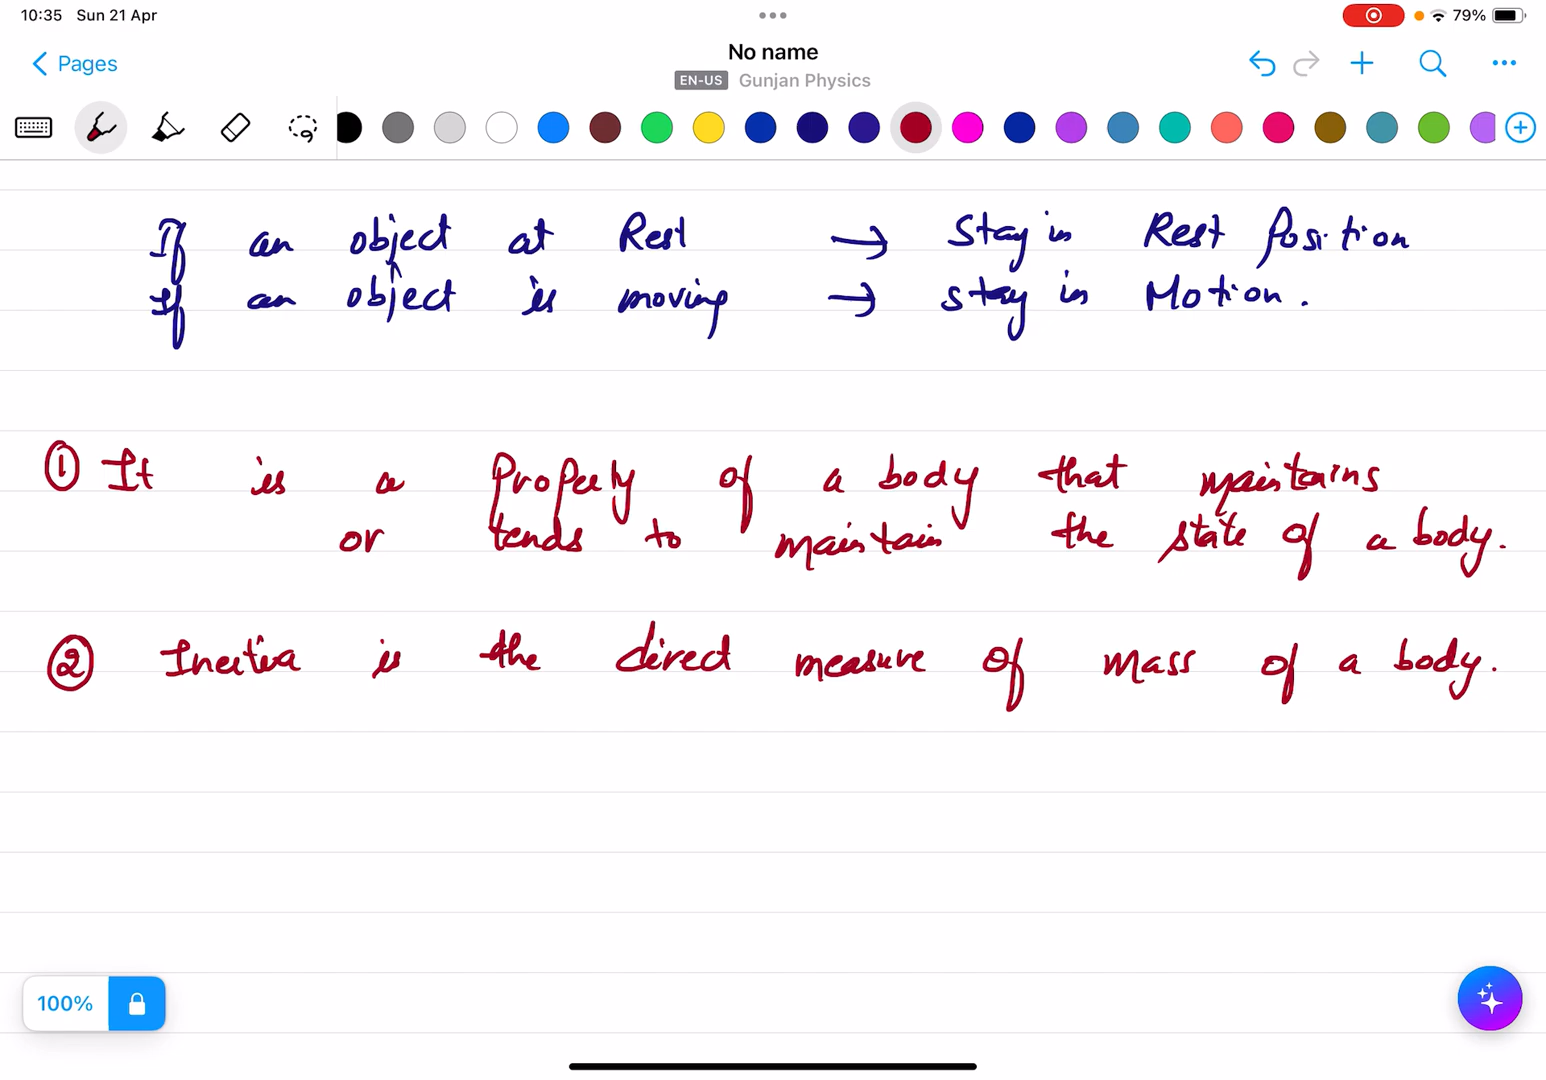 10:35 Sun 21 Apr
79%
Pages
No name
EN-US Gunjan Physics
If an object at Rest → Stay in Rest Position
If an object is moving → stay in Motion.
① It is a Property of a body that maintains
or tends to maintain the state of a body.
② Inertia is the direct measure of mass of a body.
100%